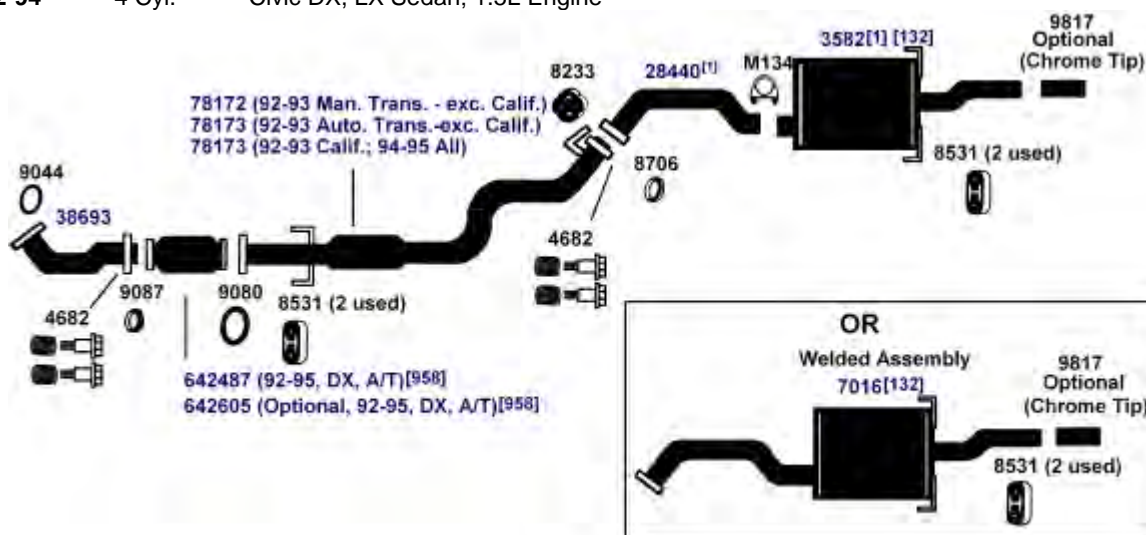 4 Cyl. Civic DX, LX Sedan, 1.5L Engine
9817
Optional
(Chrome Tip)
3582[1] [132]
M134
28440[1]
8233
78172 (92-93 Man. Trans. - exc. Calif.)
78173 (92-93 Auto. Trans.-exc. Calif.)
78173 (92-93 Calif.; 94-95 All)
8531 (2 used)
8706
9044
38693
4682
9087
9080
8531 (2 used)
4682
642487 (92-95, DX, A/T)[958]
642605 (Optional, 92-95, DX, A/T)[958]
OR
Welded Assembly
7016[132]
9817
Optional
(Chrome Tip)
8531 (2 used)